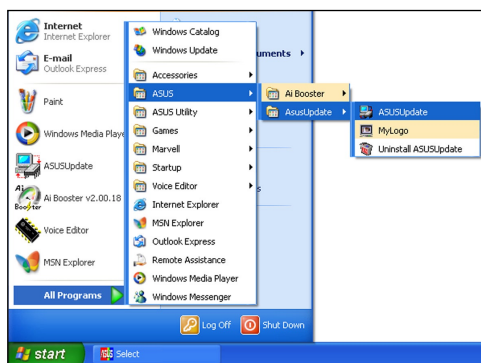 Internet
Internet Explorer
E-mail
Outlook Express
Paint
Windows Media Playe
ASUSUpdate
Ai Booster v2.00.18
Voice Editor
MSN Explorer
All Programs
Windows Catalog
Windows Update
Accessories
ASUS
ASUS Utility
Games
Marvell
Startup
Voice Editor
Internet Explorer
MSN Explorer
Outlook Express
Remote Assistance
Windows Media Player
Windows Messenger
uments
s
Ai Booster
AsusUpdate
ASUSUpdate
MyLogo
Uninstall ASUSUpdate
Log Off
Shut Down
start
Select